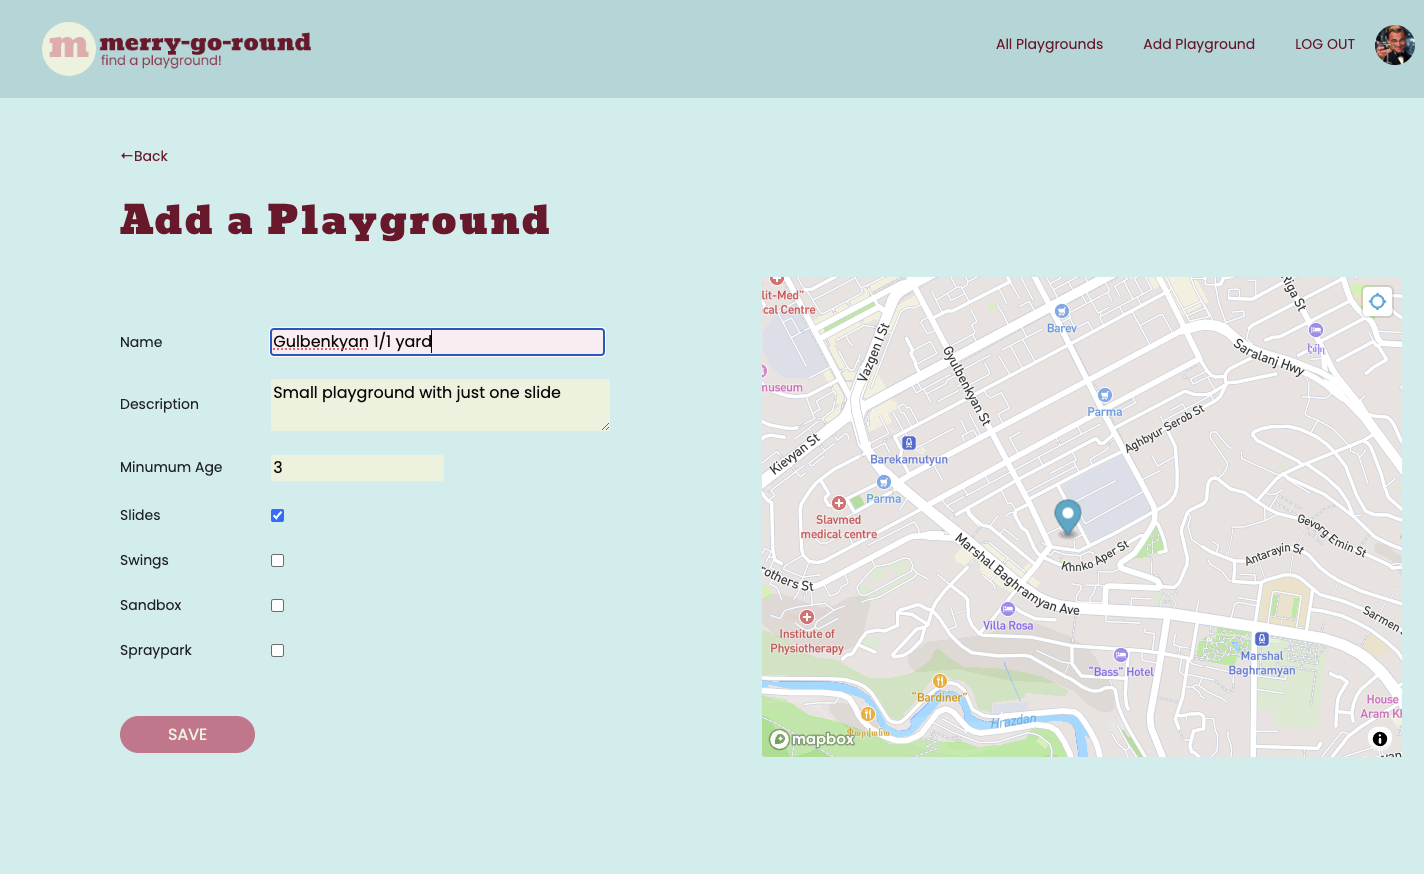 m merry-go-round
find a playground!
All Playgrounds
Add Playground
LOG OUT
←Back
Add a Playground
Name
Gulbenkyan 1/1 yard
Description
Small playground with just one slide
Minumum Age
3
Slides
Swings
Sandbox
Spraypark
SAVE
lit-Med"
cal Centre
Barev
Riga St
Vazgen I St
Gyulbenkyan St
Saralanj Hwy
museum
Parma
Aghbyur Serob St
Kievyan St
Barekamutyun
Parma
Slavmed
medical centre
Gevorg Emin St
Antarayin St
Khnko Aper St
Marshal Baghramyan Ave
rothers St
Villa Rosa
Sarmen
Institute of
Physiotherapy
Marshal
Baghramyan
"Bass" Hotel
"Bardiner"
House
Aram Kh
Hrazdan
mapbox